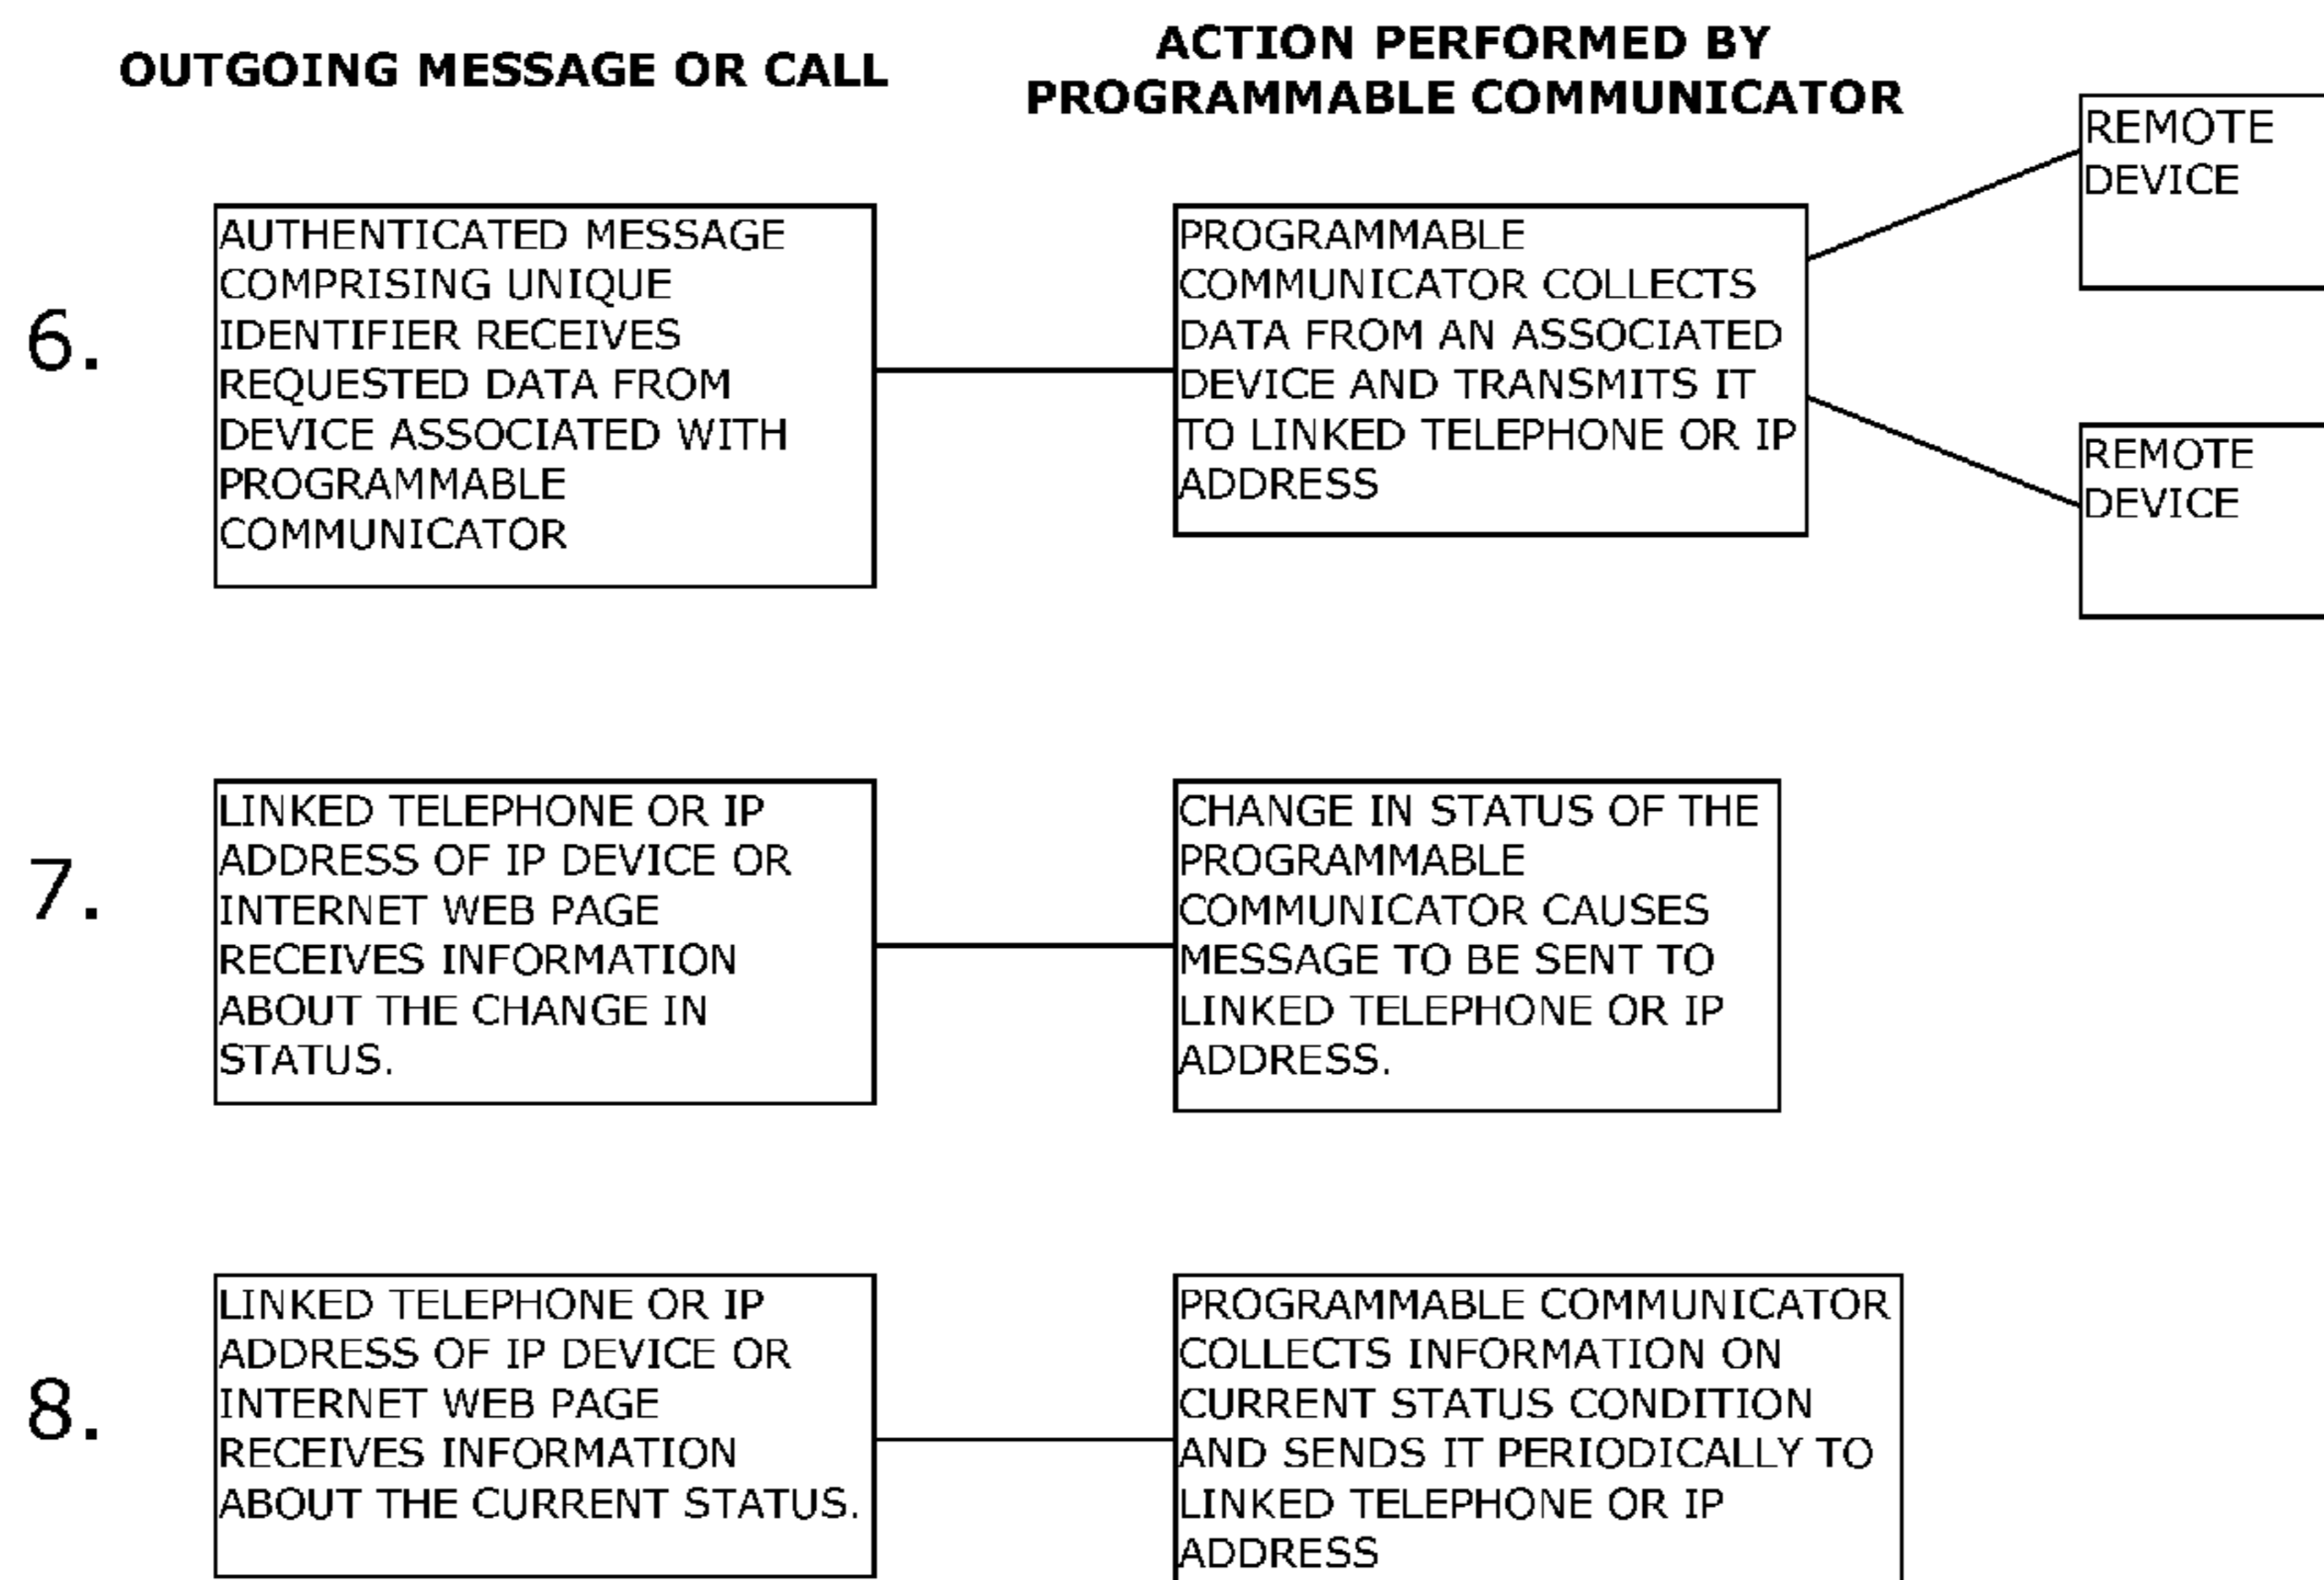 OUTGOING MESSAGE OR CALL
ACTION PERFORMED BY
PROGRAMMABLE COMMUNICATOR
6.
AUTHENTICATED MESSAGE
COMPRISING UNIQUE
IDENTIFIER RECEIVES
REQUESTED DATA FROM
DEVICE ASSOCIATED WITH
PROGRAMMABLE
COMMUNICATOR
PROGRAMMABLE
COMMUNICATOR COLLECTS
DATA FROM AN ASSOCIATED
DEVICE AND TRANSMITS IT
TO LINKED TELEPHONE OR IP
ADDRESS
REMOTE
DEVICE
REMOTE
DEVICE
7.
LINKED TELEPHONE OR IP
ADDRESS OF IP DEVICE OR
INTERNET WEB PAGE
RECEIVES INFORMATION
ABOUT THE CHANGE IN
STATUS.
CHANGE IN STATUS OF THE
PROGRAMMABLE
COMMUNICATOR CAUSES
MESSAGE TO BE SENT TO
LINKED TELEPHONE OR IP
ADDRESS.
8.
LINKED TELEPHONE OR IP
ADDRESS OF IP DEVICE OR
INTERNET WEB PAGE
RECEIVES INFORMATION
ABOUT THE CURRENT STATUS.
PROGRAMMABLE COMMUNICATOR
COLLECTS INFORMATION ON
CURRENT STATUS CONDITION
AND SENDS IT PERIODICALLY TO
LINKED TELEPHONE OR IP
ADDRESS